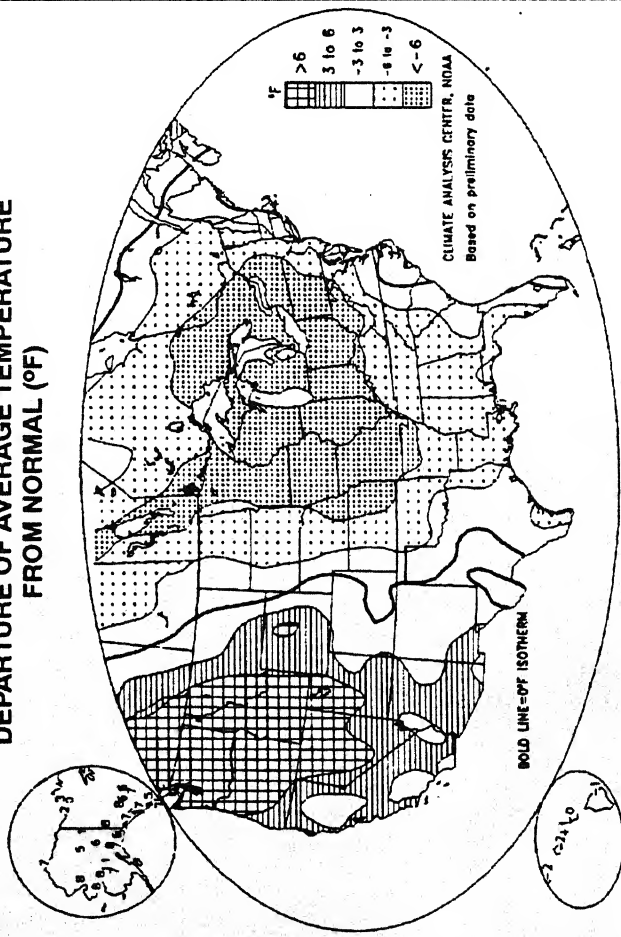 DEPARTURE OF AVERAGE TEMPERATURE
FROM NORMAL (°F)
°F
>6
3 to 6
-3 to 3
-6 to -3
<-6
CLIMATE ANALYSIS CENTER, NOAA
Based on preliminary data
BOLD LINE=0°F ISOTHERM